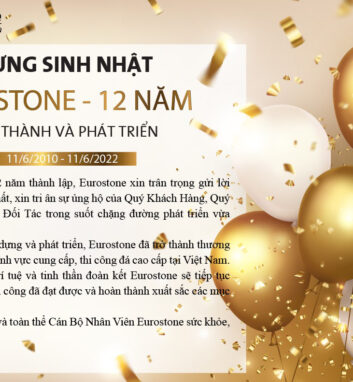 ỪNG SINH NHẬT
STONE - 12 NĂM
THÀNH VÀ PHÁT TRIỂN
11/6/2010 - 11/6/2022
năm thành lập, Eurostone xin trân trọng gửi lời
xin tri ân sự ủng hộ của Quý Khách Hàng, Quý
Đối Tác trong suốt chặng đường phát triển vừa
dựng và phát triển, Eurostone đã trở thành thương
vực cung cấp, thi công đá cao cấp tại Việt Nam.
tuệ và tinh thần đoàn kết Eurostone sẽ tiếp tục
công đã đạt được và hoàn thành xuất sắc các mục
và toàn thể Cán Bộ Nhân Viên Eurostone sức khỏe,